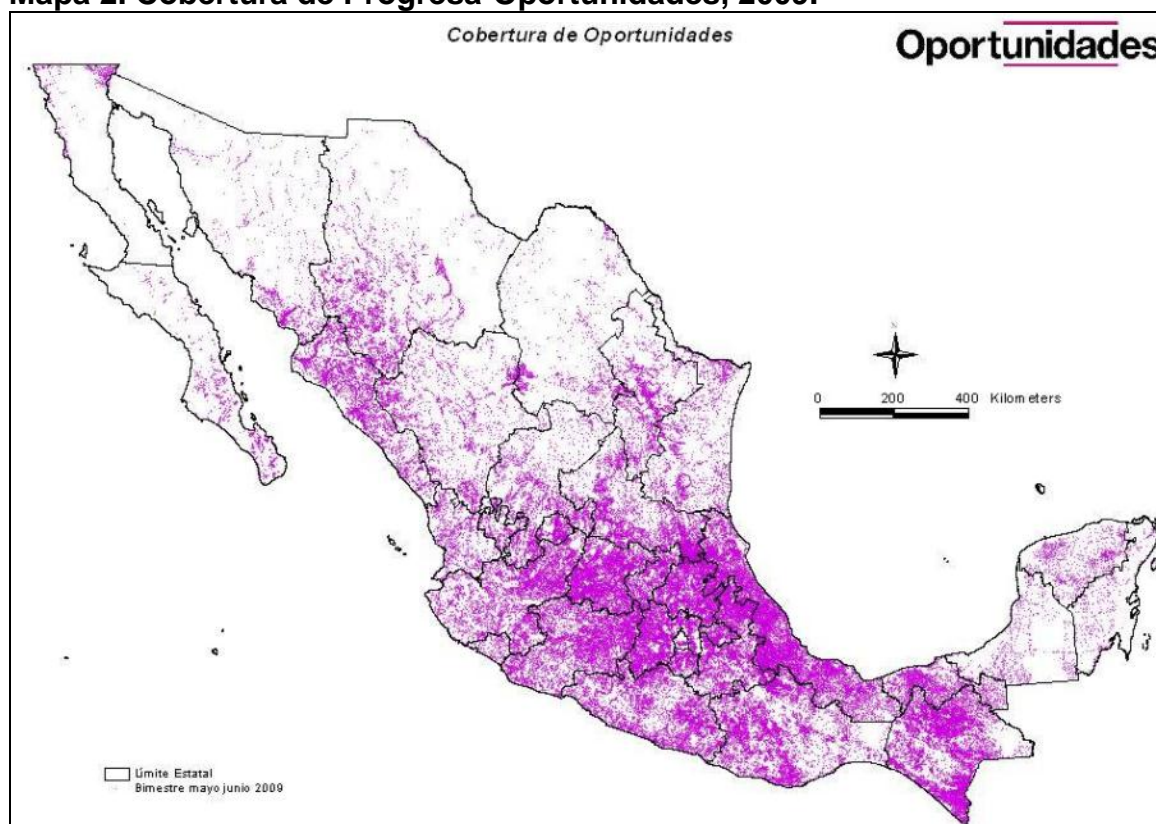 Mapa 2. Cobertura de Progresa-Oportunidades, 2009.
Cobertura de Oportunidades
Oportunidades
N
0 200 400 Kilometers
Límite Estatal
Bimestre mayo junio 2009